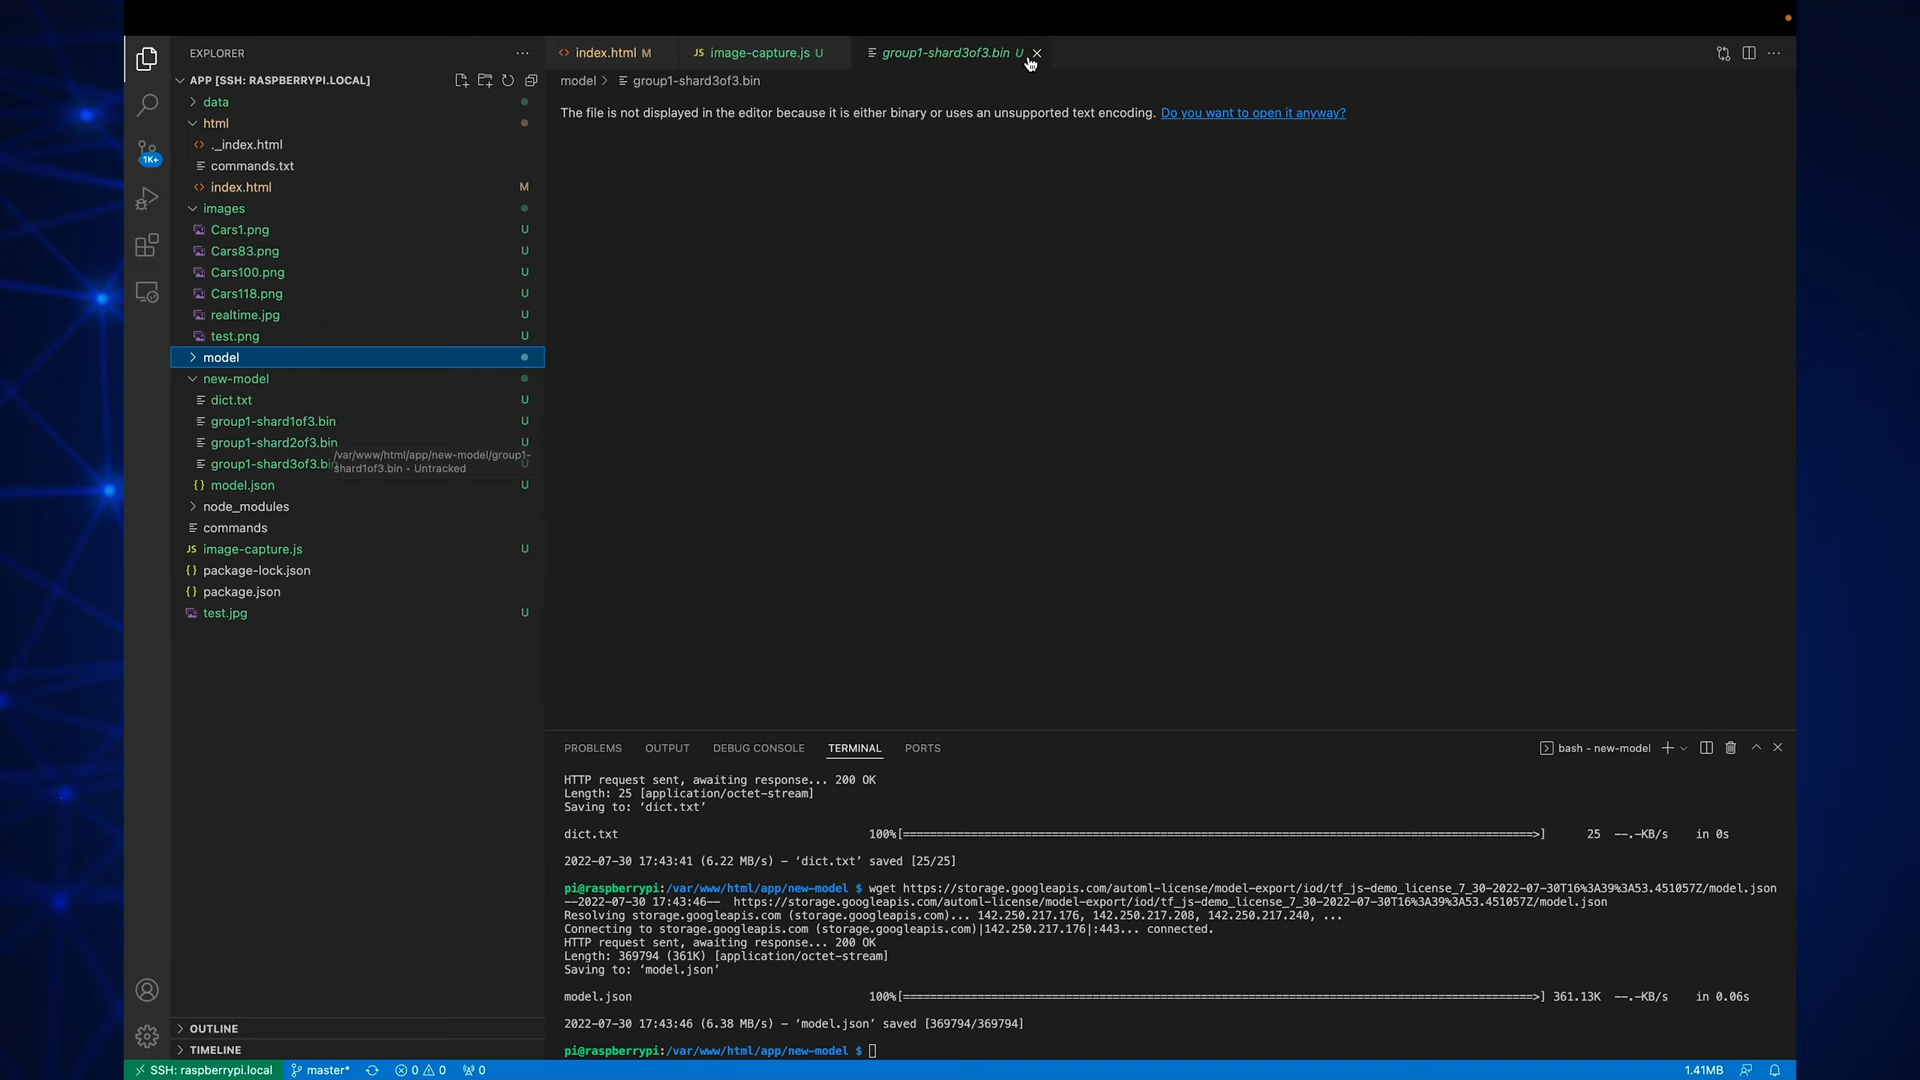 EXPLORER
APP [SSH: RASPBERRYPI.LOCAL]
data
html
._index.html
commands.txt
index.html M
images
Cars1.png U
Cars83.png U
Cars100.png U
Cars118.png U
realtime.jpg U
test.png U
model
new-model
dict.txt U
group1-shard1of3.bin U
group1-shard2of3.bin U
group1-shard3of3.bin U
/var/www/html/app/new-model/group1-
shard1of3.bin • Untracked
model.json U
node_modules
commands
JS image-capture.js U
package-lock.json
package.json
test.jpg U
OUTLINE
TIMELINE
1K+
index.html M
JS image-capture.js U
group1-shard3of3.bin U
model > group1-shard3of3.bin
The file is not displayed in the editor because it is either binary or uses an unsupported text encoding. Do you want to open it anyway?
PROBLEMS OUTPUT DEBUG CONSOLE TERMINAL PORTS
bash - new-model
HTTP request sent, awaiting response... 200 OK
Length: 25 [application/octet-stream]
Saving to: ‘dict.txt’
dict.txt 100%[=====================================================================================>] 25 --.-KB/s in 0s
2022-07-30 17:43:41 (6.22 MB/s) - ‘dict.txt’ saved [25/25]
pi@raspberrypi:/var/www/html/app/new-model $ wget https://storage.googleapis.com/automl-license/model-export/iod/tf_js-demo_license_7_30-2022-07-30T16%3A39%3A53.451057Z/model.json
--2022-07-30 17:43:46-- https://storage.googleapis.com/automl-license/model-export/iod/tf_js-demo_license_7_30-2022-07-30T16%3A39%3A53.451057Z/model.json
Resolving storage.googleapis.com (storage.googleapis.com)... 142.250.217.176, 142.250.217.208, 142.250.217.240, ...
Connecting to storage.googleapis.com (storage.googleapis.com)|142.250.217.176|:443... connected.
HTTP request sent, awaiting response... 200 OK
Length: 369794 (361K) [application/octet-stream]
Saving to: ‘model.json’
model.json 100%[=====================================================================================>] 361.13K --.-KB/s in 0.06s
2022-07-30 17:43:46 (6.38 MB/s) - ‘model.json’ saved [369794/369794]
pi@raspberrypi:/var/www/html/app/new-model $
SSH: raspberrypi.local master* 0 0 0 1.41MB